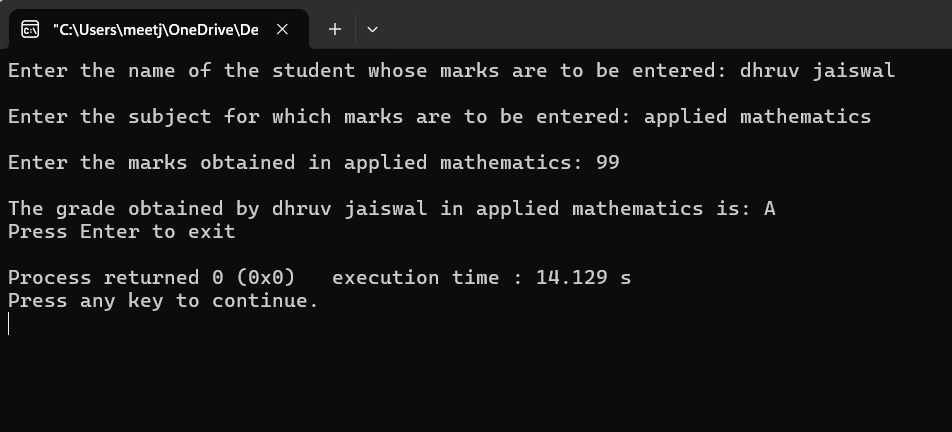 "C:\Users\meetj\OneDrive\De
Enter the name of the student whose marks are to be entered: dhruv jaiswal
Enter the subject for which marks are to be entered: applied mathematics
Enter the marks obtained in applied mathematics: 99
The grade obtained by dhruv jaiswal in applied mathematics is: A
Press Enter to exit
Process returned 0 (0x0)   execution time : 14.129 s
Press any key to continue.